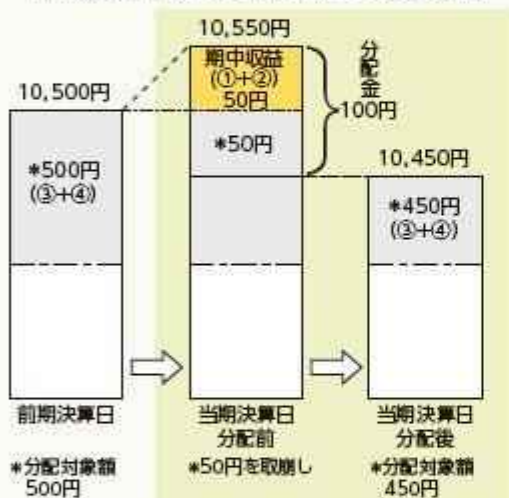 10,550円
期中収益
(①+②)
50円
分配金
100円
10,500円
*50円
*500円
(③+④)
10,450円
*450円
(③+④)
前期決算日
当期決算日
分配前
当期決算日
分配後
*分配対象額
500円
*50円を取崩し
*分配対象額
450円